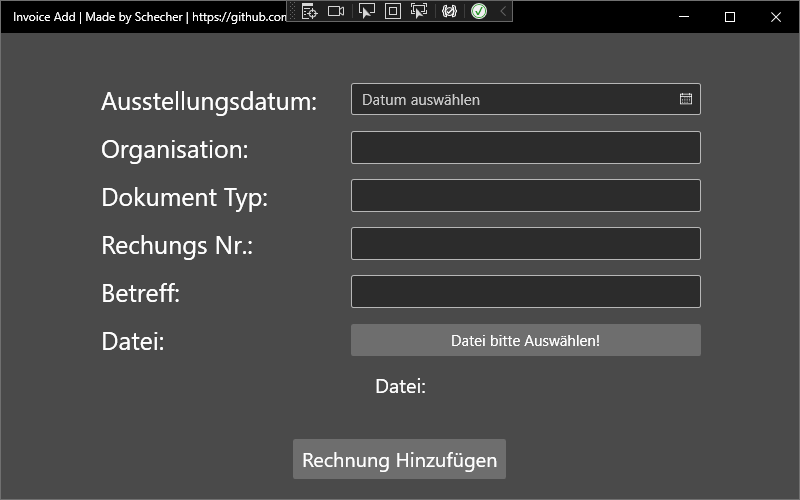 Invoice Add | Made by Schecher | https://github.con
Ausstellungsdatum: Datum auswählen
Organisation:
Dokument Typ:
Rechungs Nr.:
Betreff:
Datei: Datei bitte Auswählen!
Datei:
Rechnung Hinzufügen